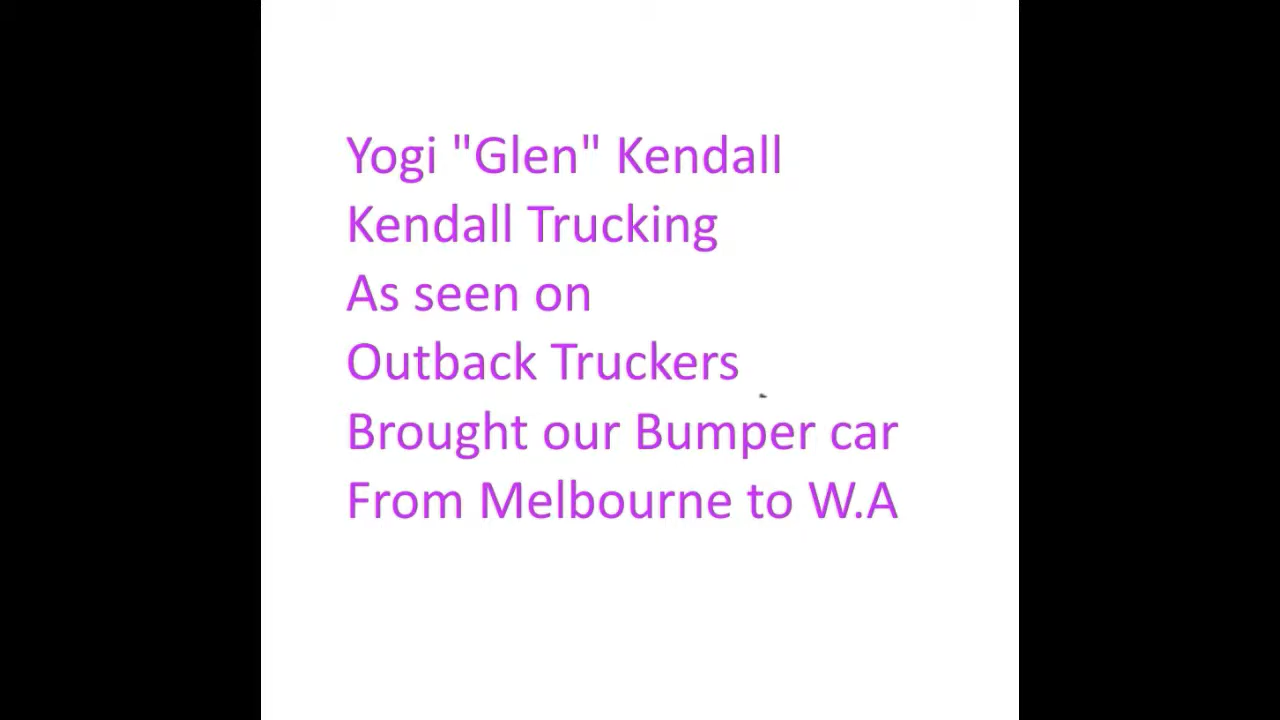 Yogi "Glen" Kendall
Kendall Trucking
As seen on
Outback Truckers
Brought our Bumper car
From Melbourne to W.A